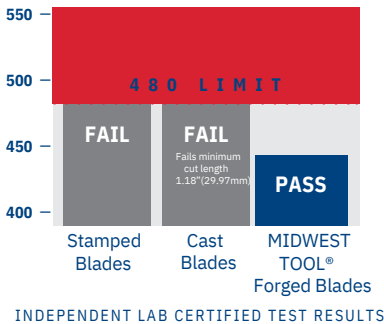 550
500
480 LIMIT
450
400
FAIL
FAIL
Fails minimum
cut length
1.18"(29.97mm)
PASS
Stamped
Blades
Cast
Blades
MIDWEST
TOOL®
Forged Blades
INDEPENDENT LAB CERTIFIED TEST RESULTS